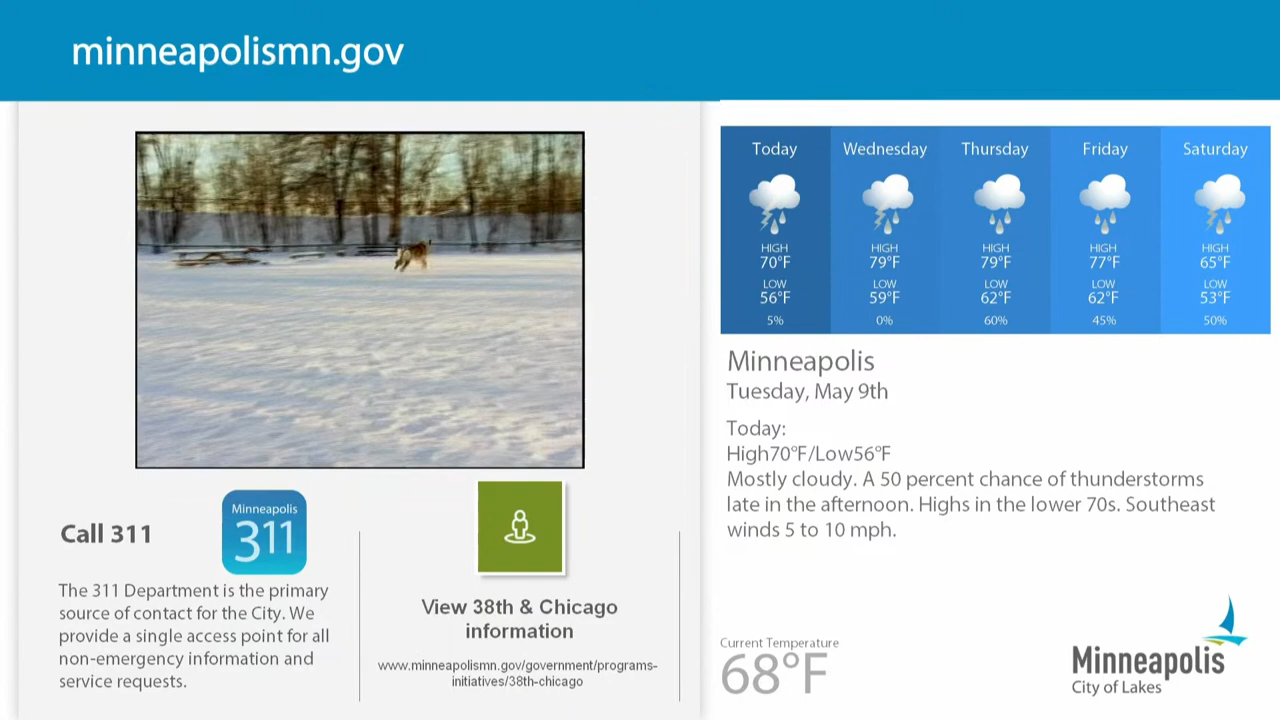 minneapolismn.gov
Call 311
Minneapolis
311
The 311 Department is the primary
source of contact for the City. We
provide a single access point for all
non-emergency information and
service requests.
View 38th & Chicago
information
www.minneapolismn.gov/government/programs-
initiatives/38th-chicago
Today Wednesday Thursday Friday Saturday
HIGH HIGH HIGH HIGH HIGH
70°F 79°F 79°F 77°F 65°F
LOW LOW LOW LOW LOW
56°F 59°F 62°F 62°F 53°F
5% 0% 60% 45% 50%
Minneapolis
Tuesday, May 9th
Today:
High70°F/Low56°F
Mostly cloudy. A 50 percent chance of thunderstorms
late in the afternoon. Highs in the lower 70s. Southeast
winds 5 to 10 mph.
Current Temperature
68°F
Minneapolis
City of Lakes